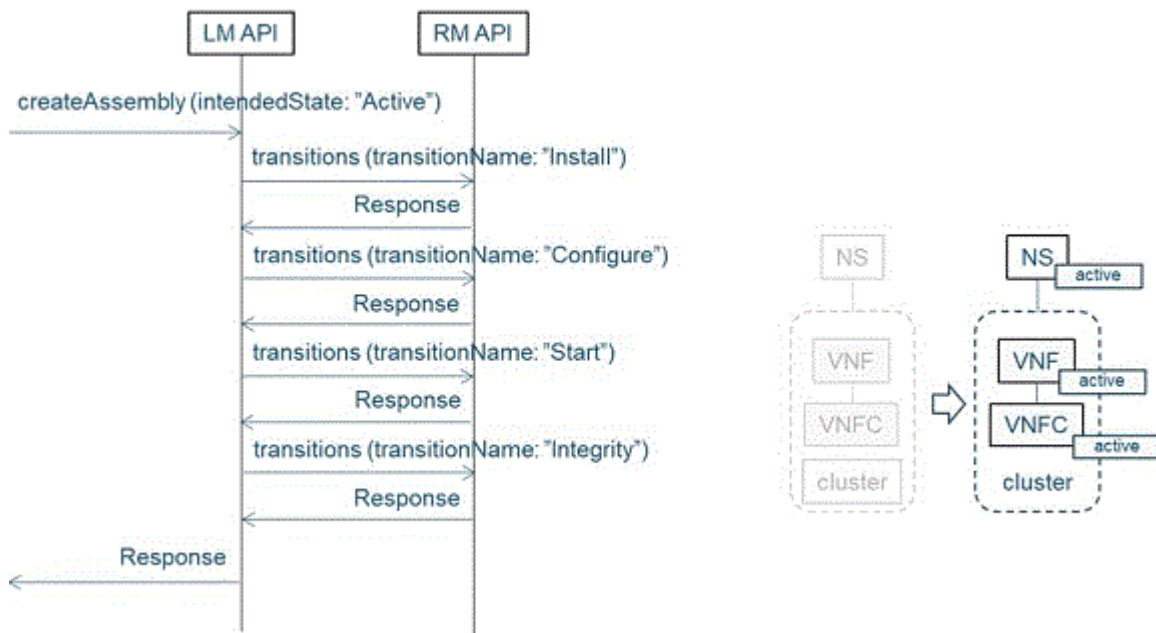 LM API
RM API
createAssembly (intendedState: "Active")
transitions (transitionName: "Install")
Response
transitions (transitionName: "Configure")
Response
transitions (transitionName: "Start")
Response
transitions (transitionName: "Integrity")
Response
Response
NS
VNF
VNFC
cluster
NS
active
VNF
active
VNFC
active
cluster